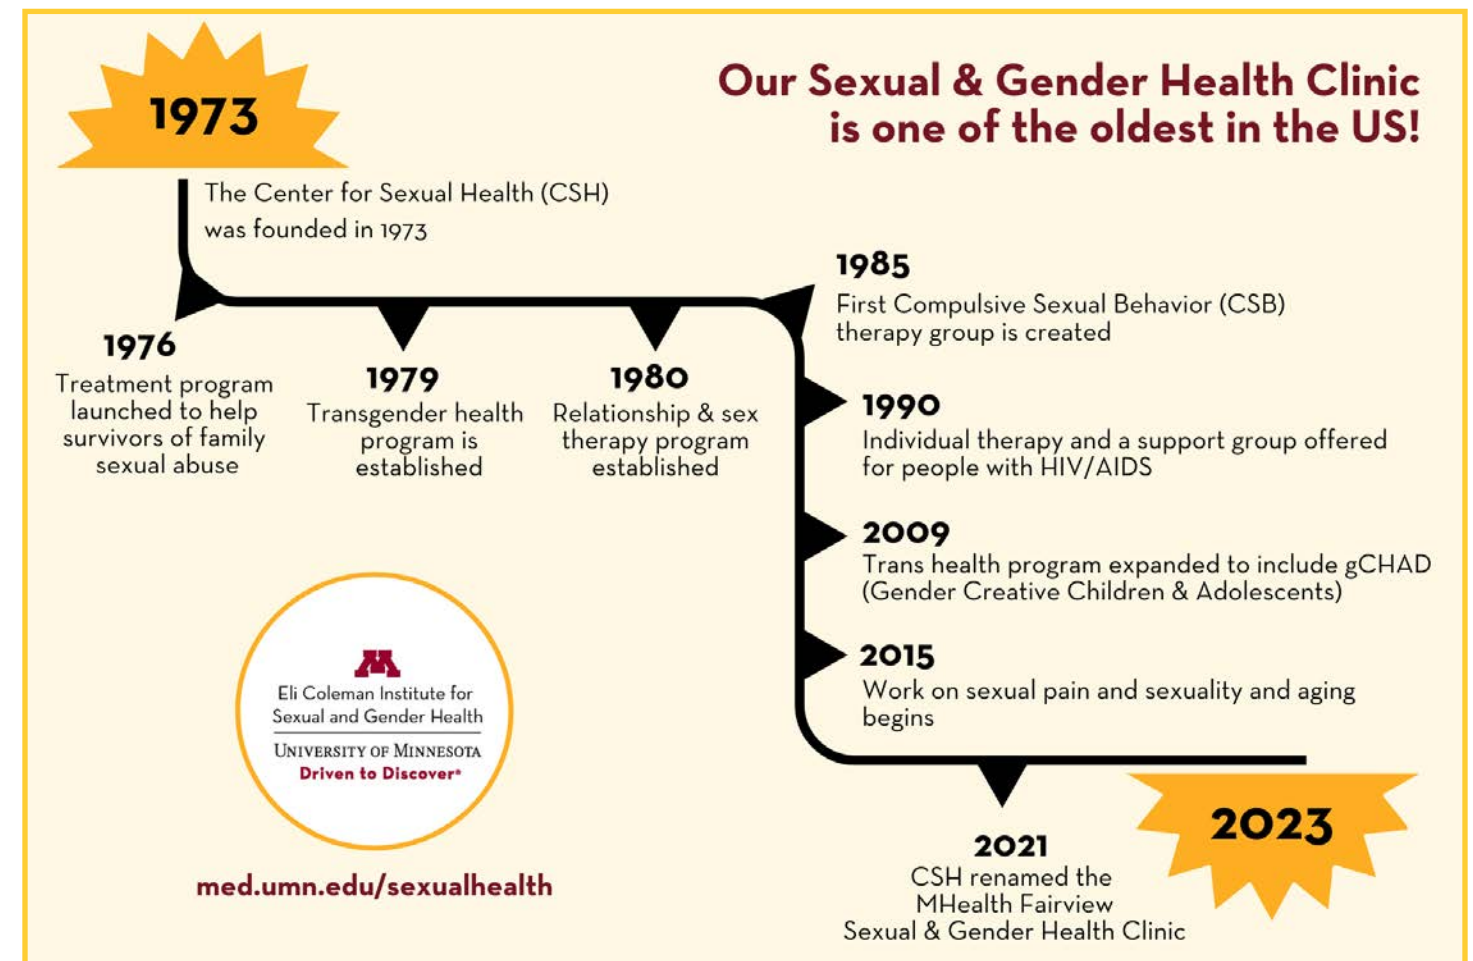 1973
Our Sexual & Gender Health Clinic
is one of the oldest in the US!
The Center for Sexual Health (CSH)
was founded in 1973
1976
Treatment program
launched to help
survivors of family
sexual abuse
1979
Transgender health
program is
established
1980
Relationship & sex
therapy program
established
1985
First Compulsive Sexual Behavior (CSB)
therapy group is created
1990
Individual therapy and a support group offered
for people with HIV/AIDS
2009
Trans health program expanded to include gCHAD
(Gender Creative Children & Adolescents)
2015
Work on sexual pain and sexuality and aging
begins
2021
CSH renamed the
MHealth Fairview
Sexual & Gender Health Clinic
2023
M
Eli Coleman Institute for
Sexual and Gender Health
UNIVERSITY OF MINNESOTA
Driven to Discover®
med.umn.edu/sexualhealth